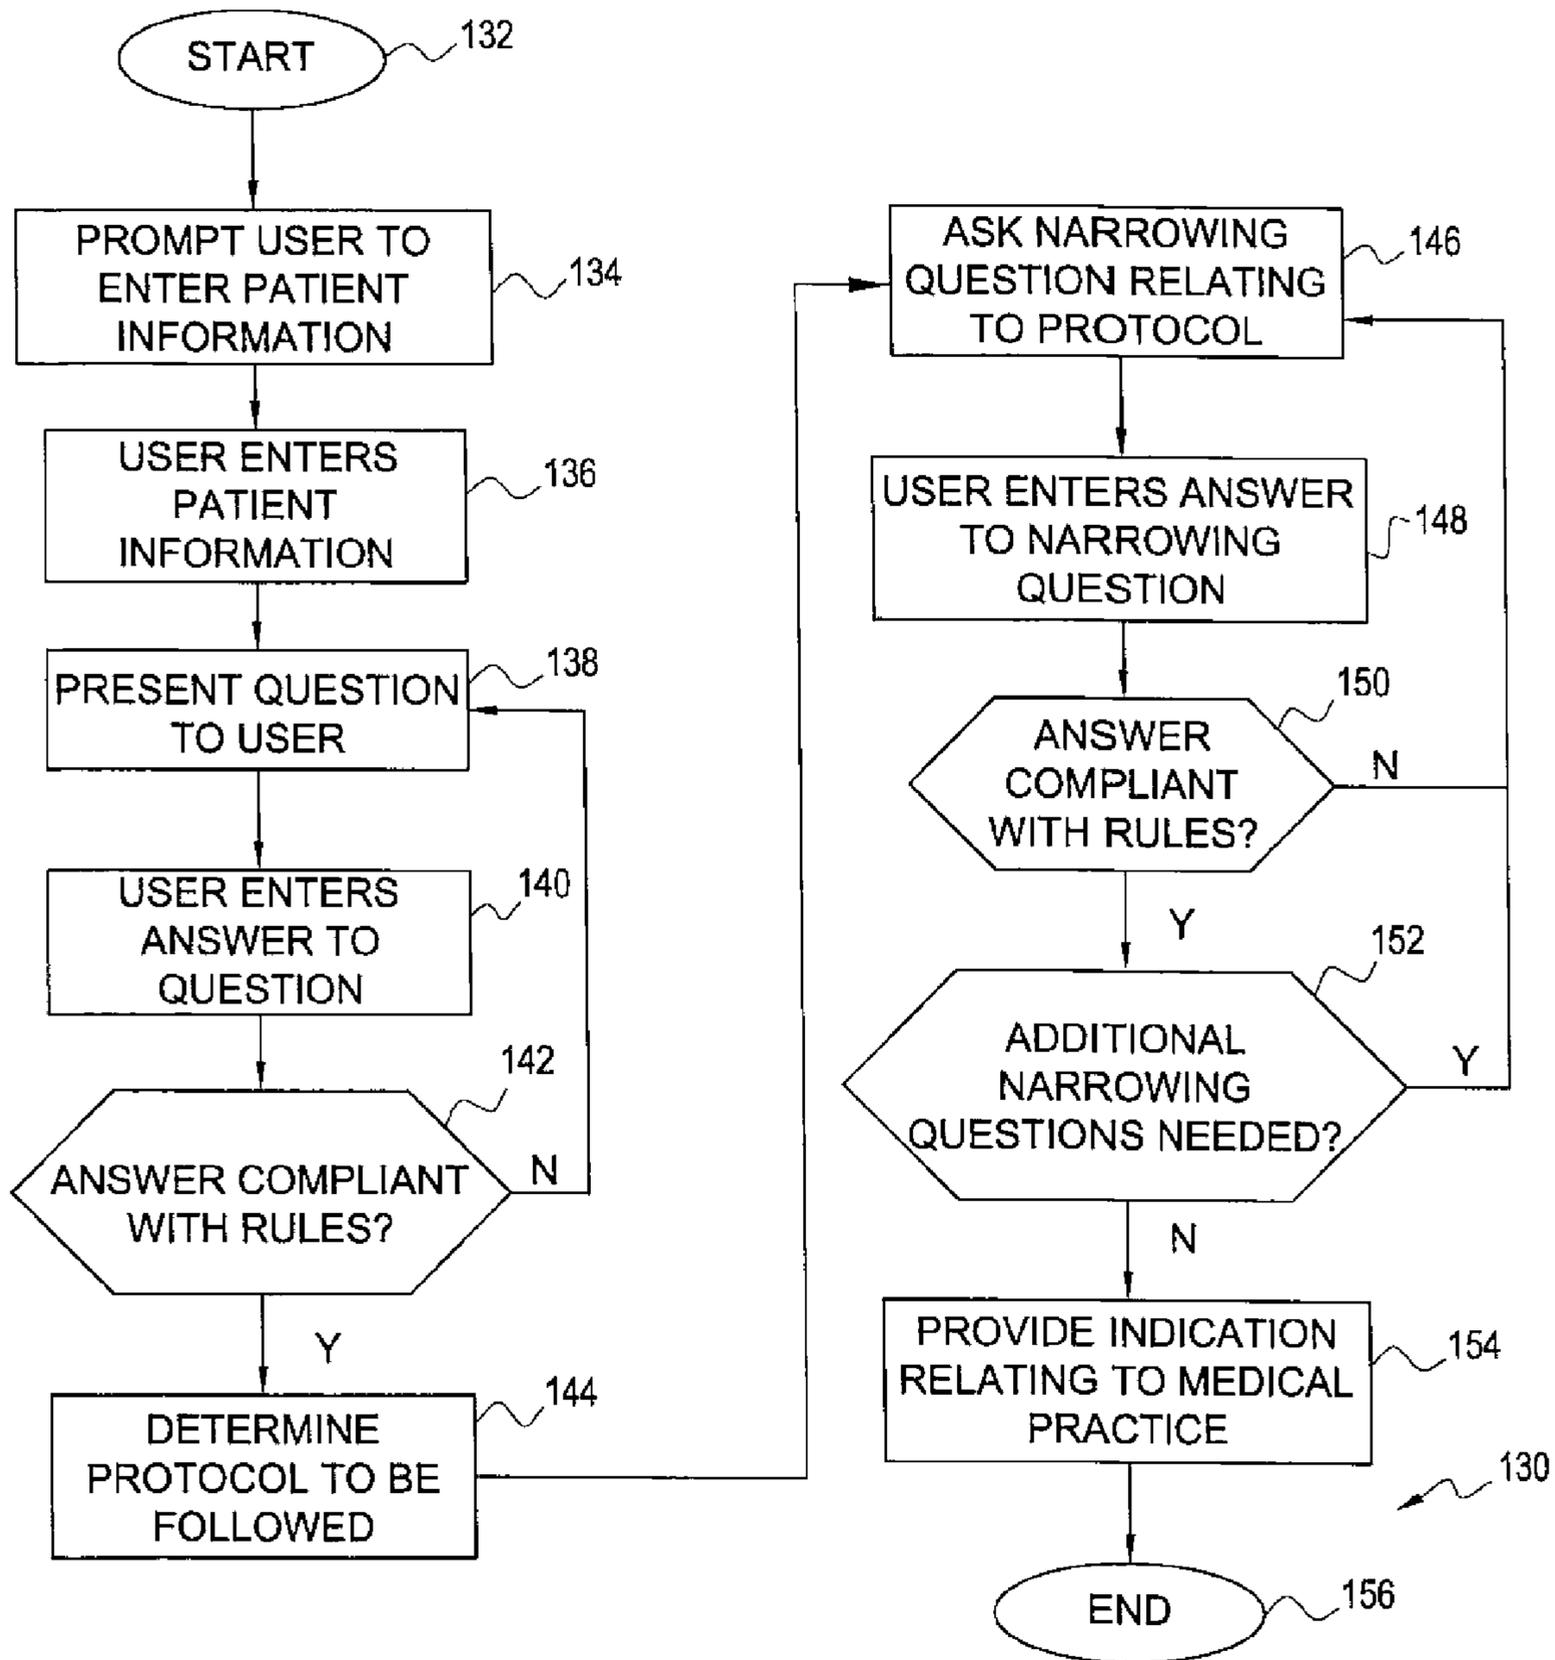 START
132
PROMPT USER TO
ENTER PATIENT
INFORMATION
134
USER ENTERS
PATIENT
INFORMATION
136
PRESENT QUESTION
TO USER
138
USER ENTERS
ANSWER TO
QUESTION
140
ANSWER COMPLIANT
WITH RULES?
142
N
Y
DETERMINE
PROTOCOL TO BE
FOLLOWED
144
ASK NARROWING
QUESTION RELATING
TO PROTOCOL
146
USER ENTERS ANSWER
TO NARROWING
QUESTION
148
ANSWER
COMPLIANT
WITH RULES?
150
N
Y
ADDITIONAL
NARROWING
QUESTIONS NEEDED?
152
Y
N
PROVIDE INDICATION
RELATING TO MEDICAL
PRACTICE
154
130
END
156